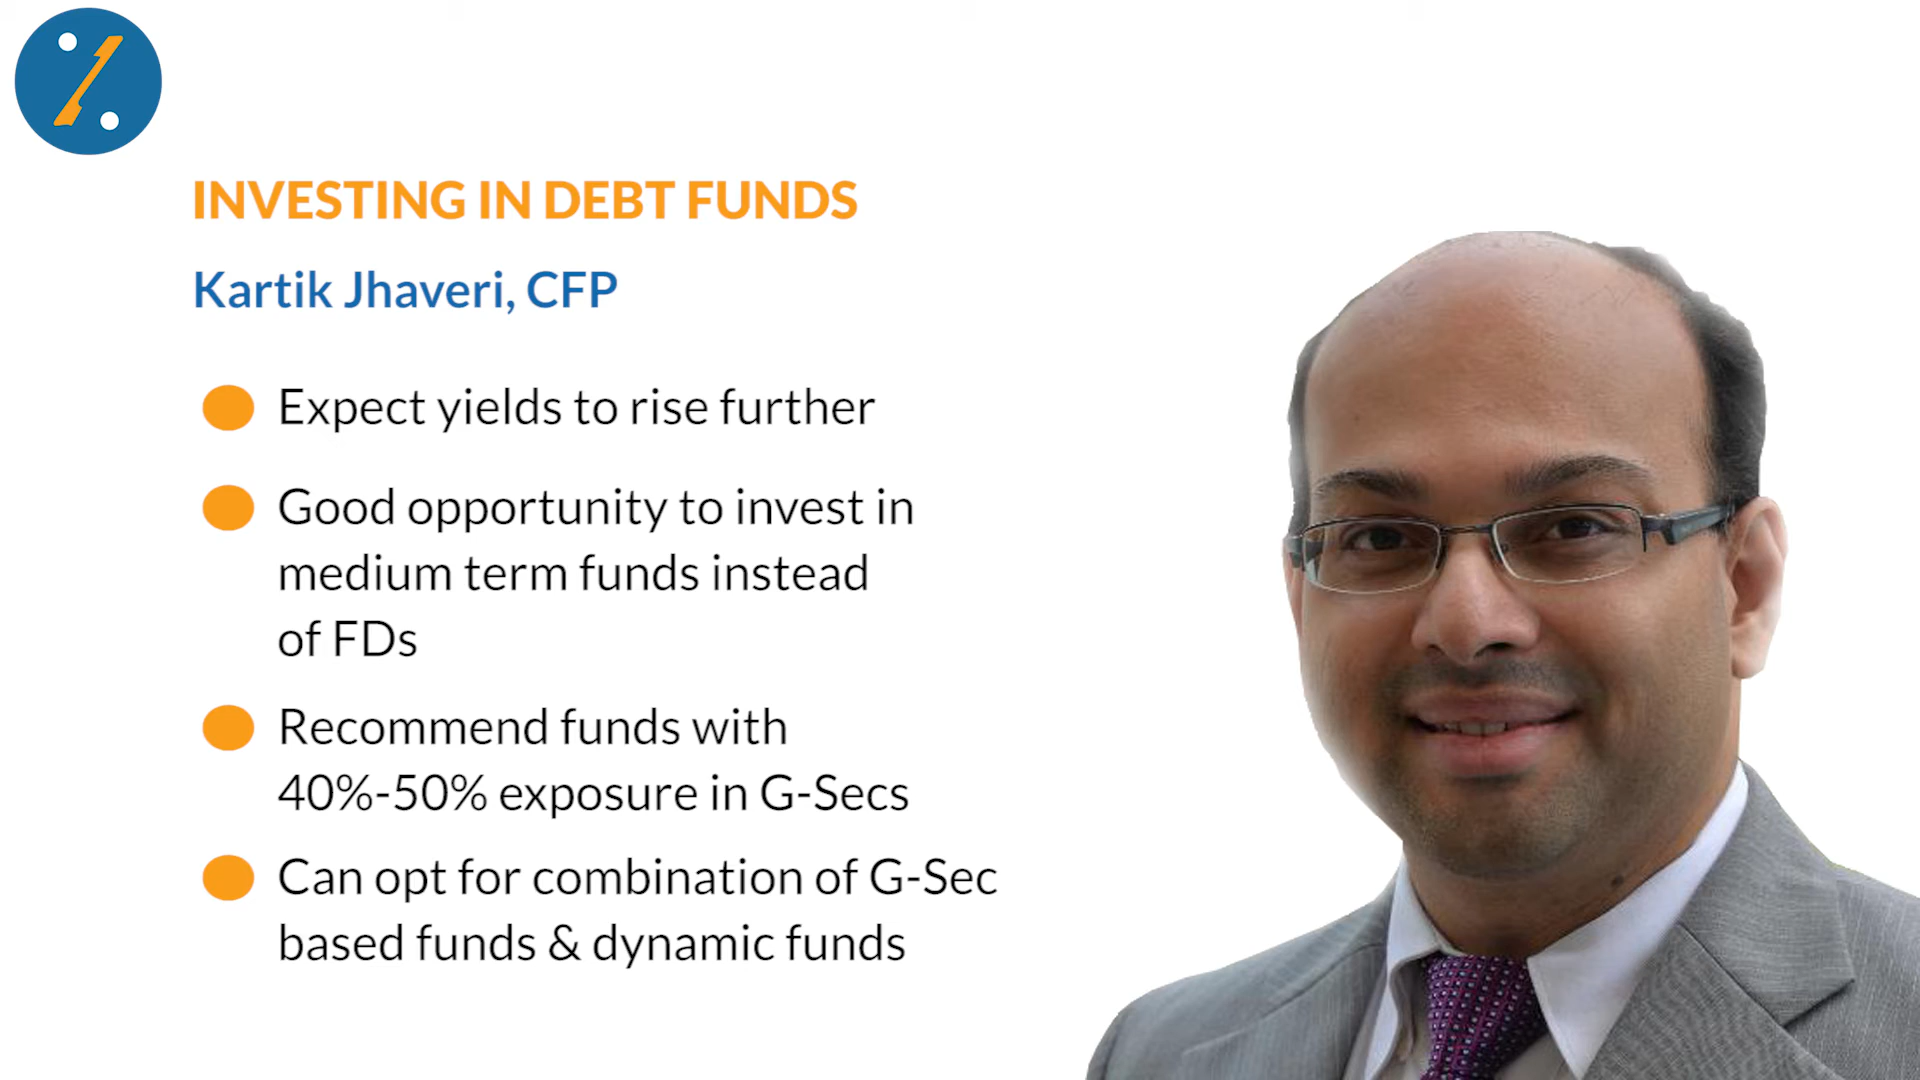 INVESTING IN DEBT FUNDS
Kartik Jhaveri, CFP
Expect yields to rise further
Good opportunity to invest in
medium term funds instead
of FDs
Recommend funds with
40%-50% exposure in G-Secs
Can opt for combination of G-Sec
based funds & dynamic funds